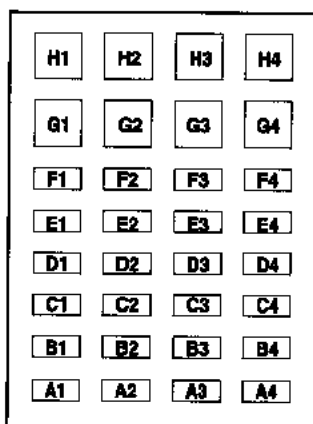 H1 H2 H3 H4
G1 G2 G3 G4
F1 F2 F3 F4
E1 E2 E3 E4
D1 D2 D3 D4
C1 C2 C3 C4
B1 B2 B3 B4
A1 A2 A3 A4